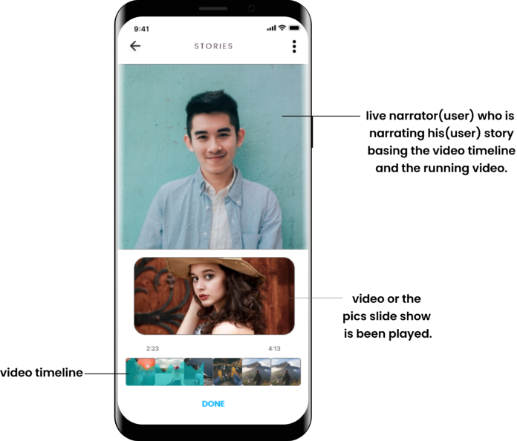 9:41
STORIES
live narrator(user) who is
narrating his(user) story
basing the video timeline
and the running video.
video or the
pics slide show
is been played.
2:23 4:13
video timeline
DONE